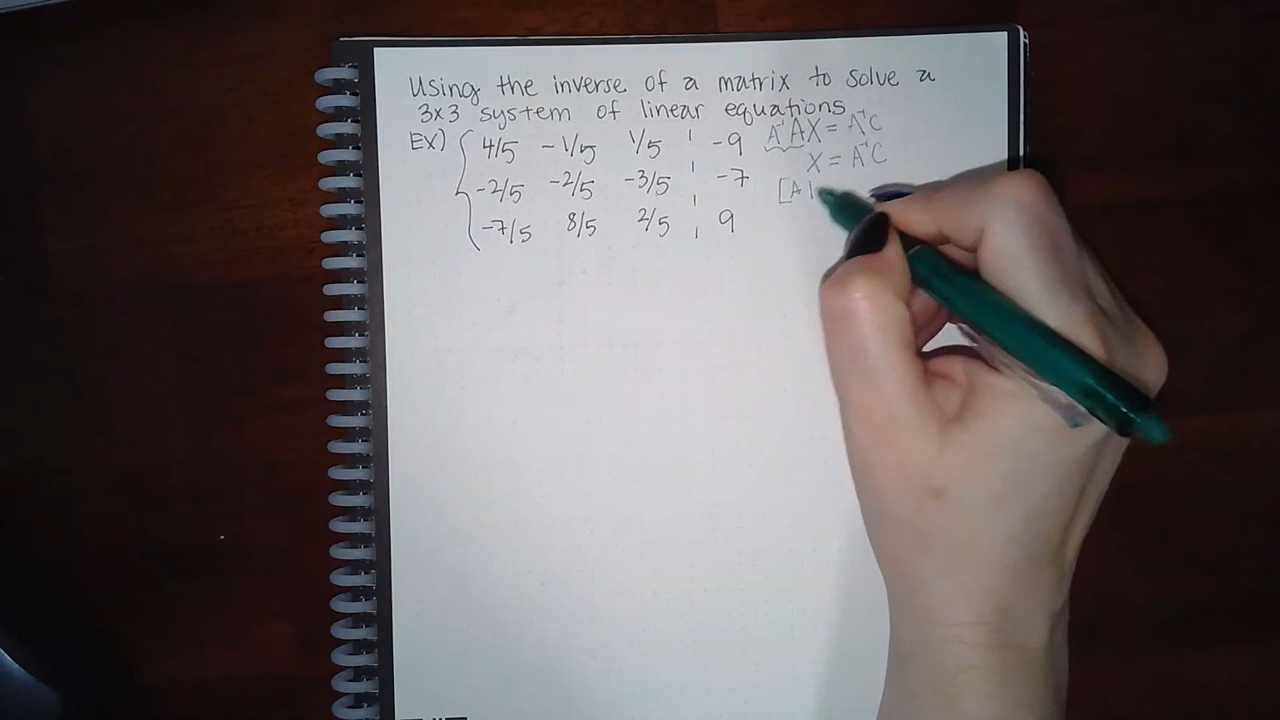 Using the inverse of a matrix to solve a
3x3 system of linear equations
EX) { 4/5 -1/5 1/5 ¦ -9 A⁻¹AX = A⁻¹C
X = A⁻¹C
-2/5 -2/5 -3/5 ¦ -7 [A |
-7/5 8/5 2/5 ¦ 9